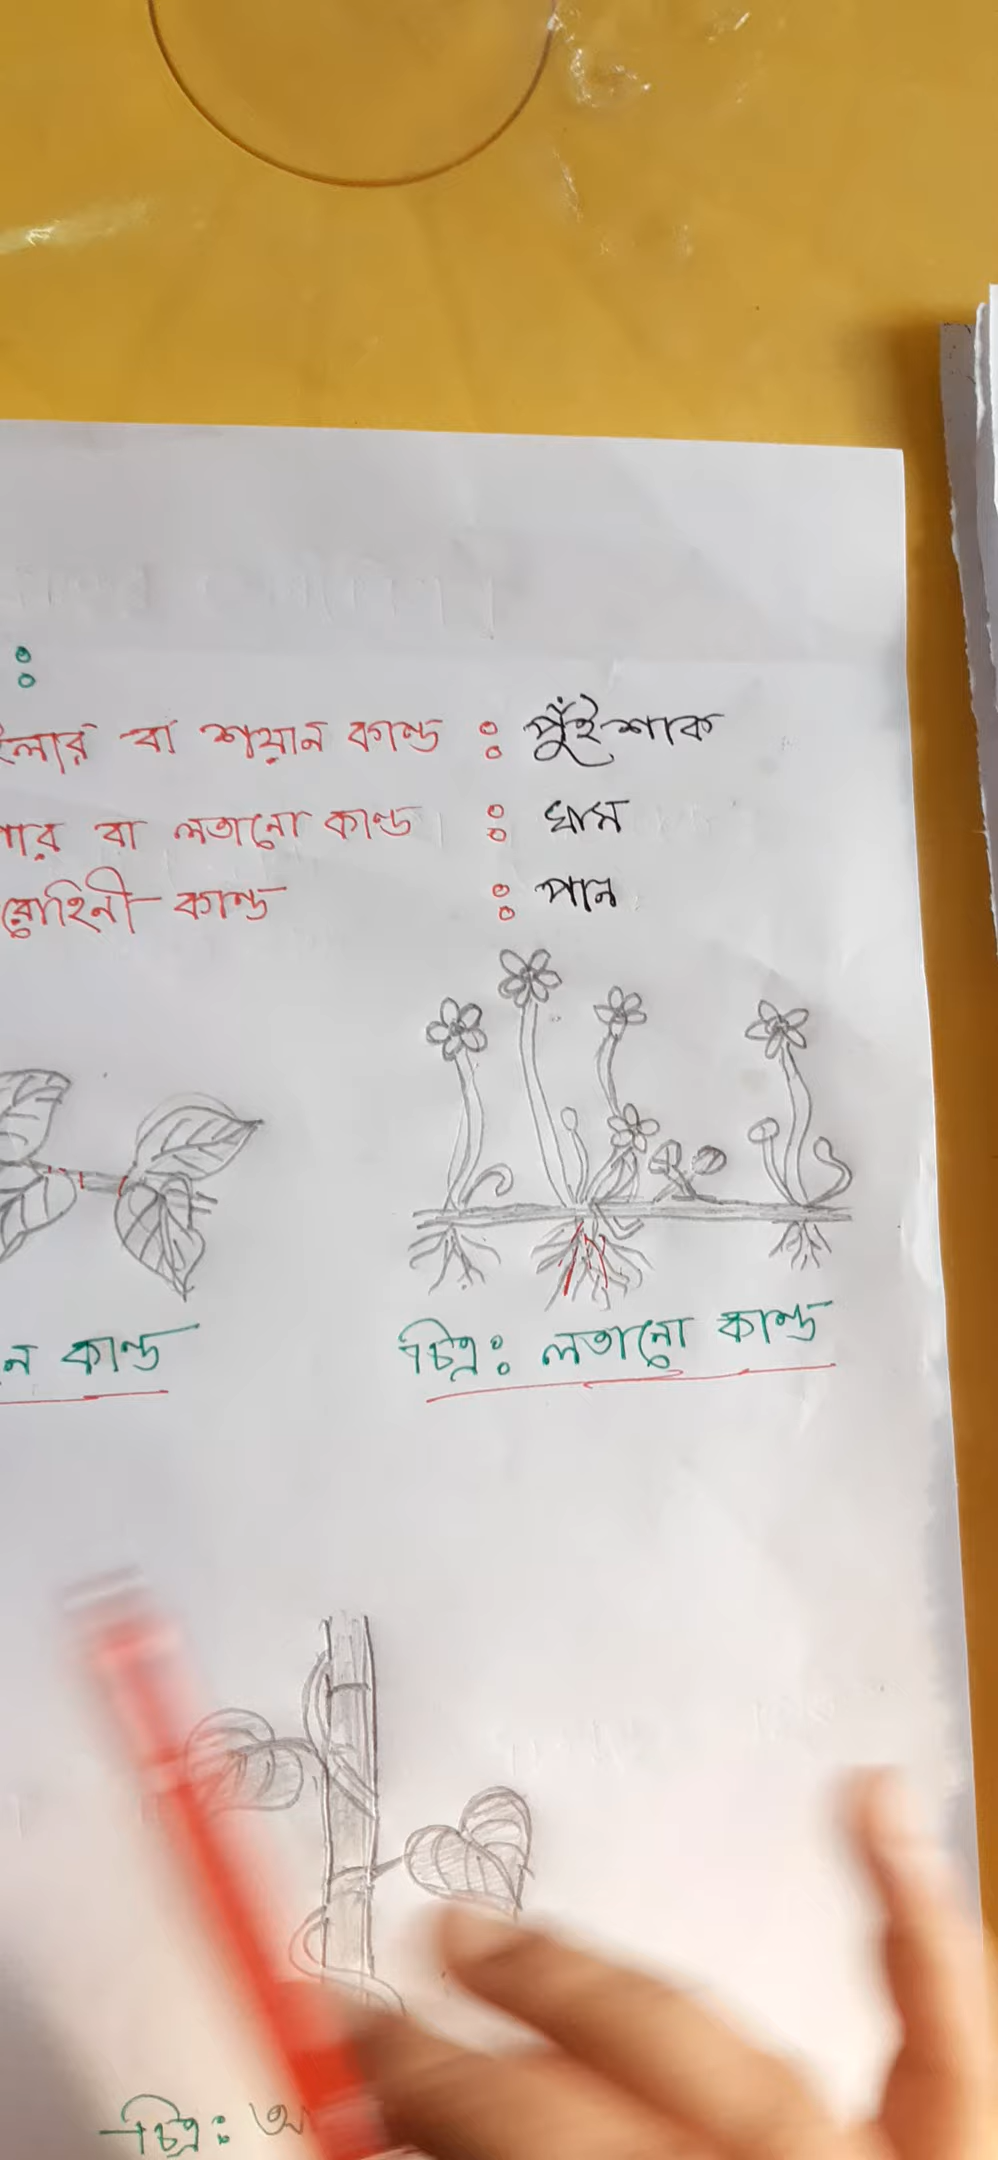 :
বা শয়ান কান্ড : পুঁইশাক
বা লতানো কান্ড : ঘাস
কান্ড : পান
কান্ড
চিত্র: লতানো কান্ড
চিত্র: